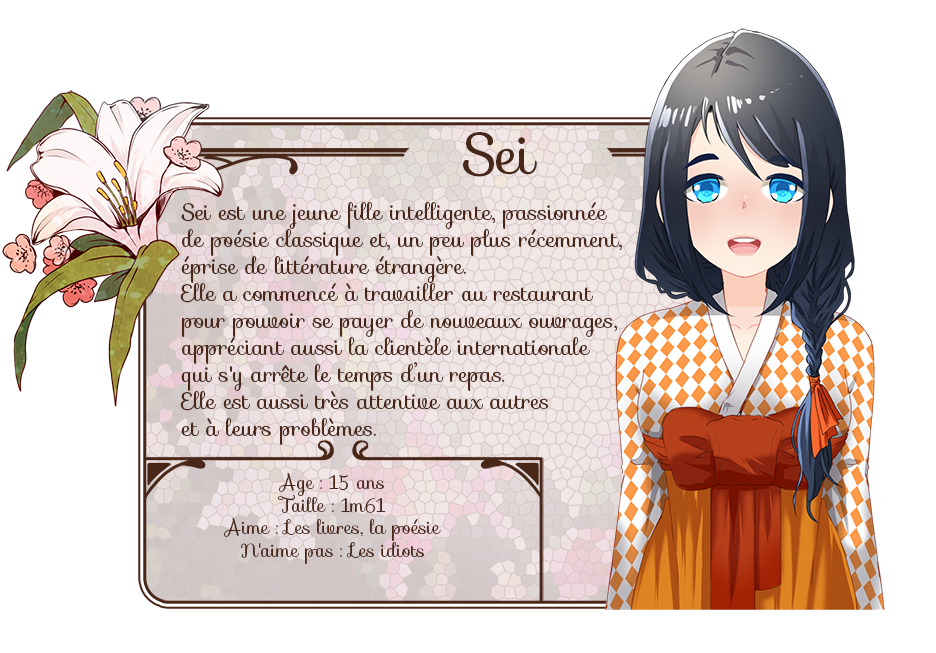 Sei
Sei est une jeune fille intelligente, passionnée
de poésie classique et, un peu plus récemment,
éprise de littérature étrangère.
Elle a commencé à travailler au restaurant
pour pouvoir se payer de nouveaux ouvrages,
appréciant aussi la clientèle internationale
qui s'y arrête le temps d'un repas.
Elle est aussi très attentive aux autres
et à leurs problèmes.
Age : 15 ans
Taille : 1m61
Aime : Les livres, la poésie
N'aime pas : Les idiots